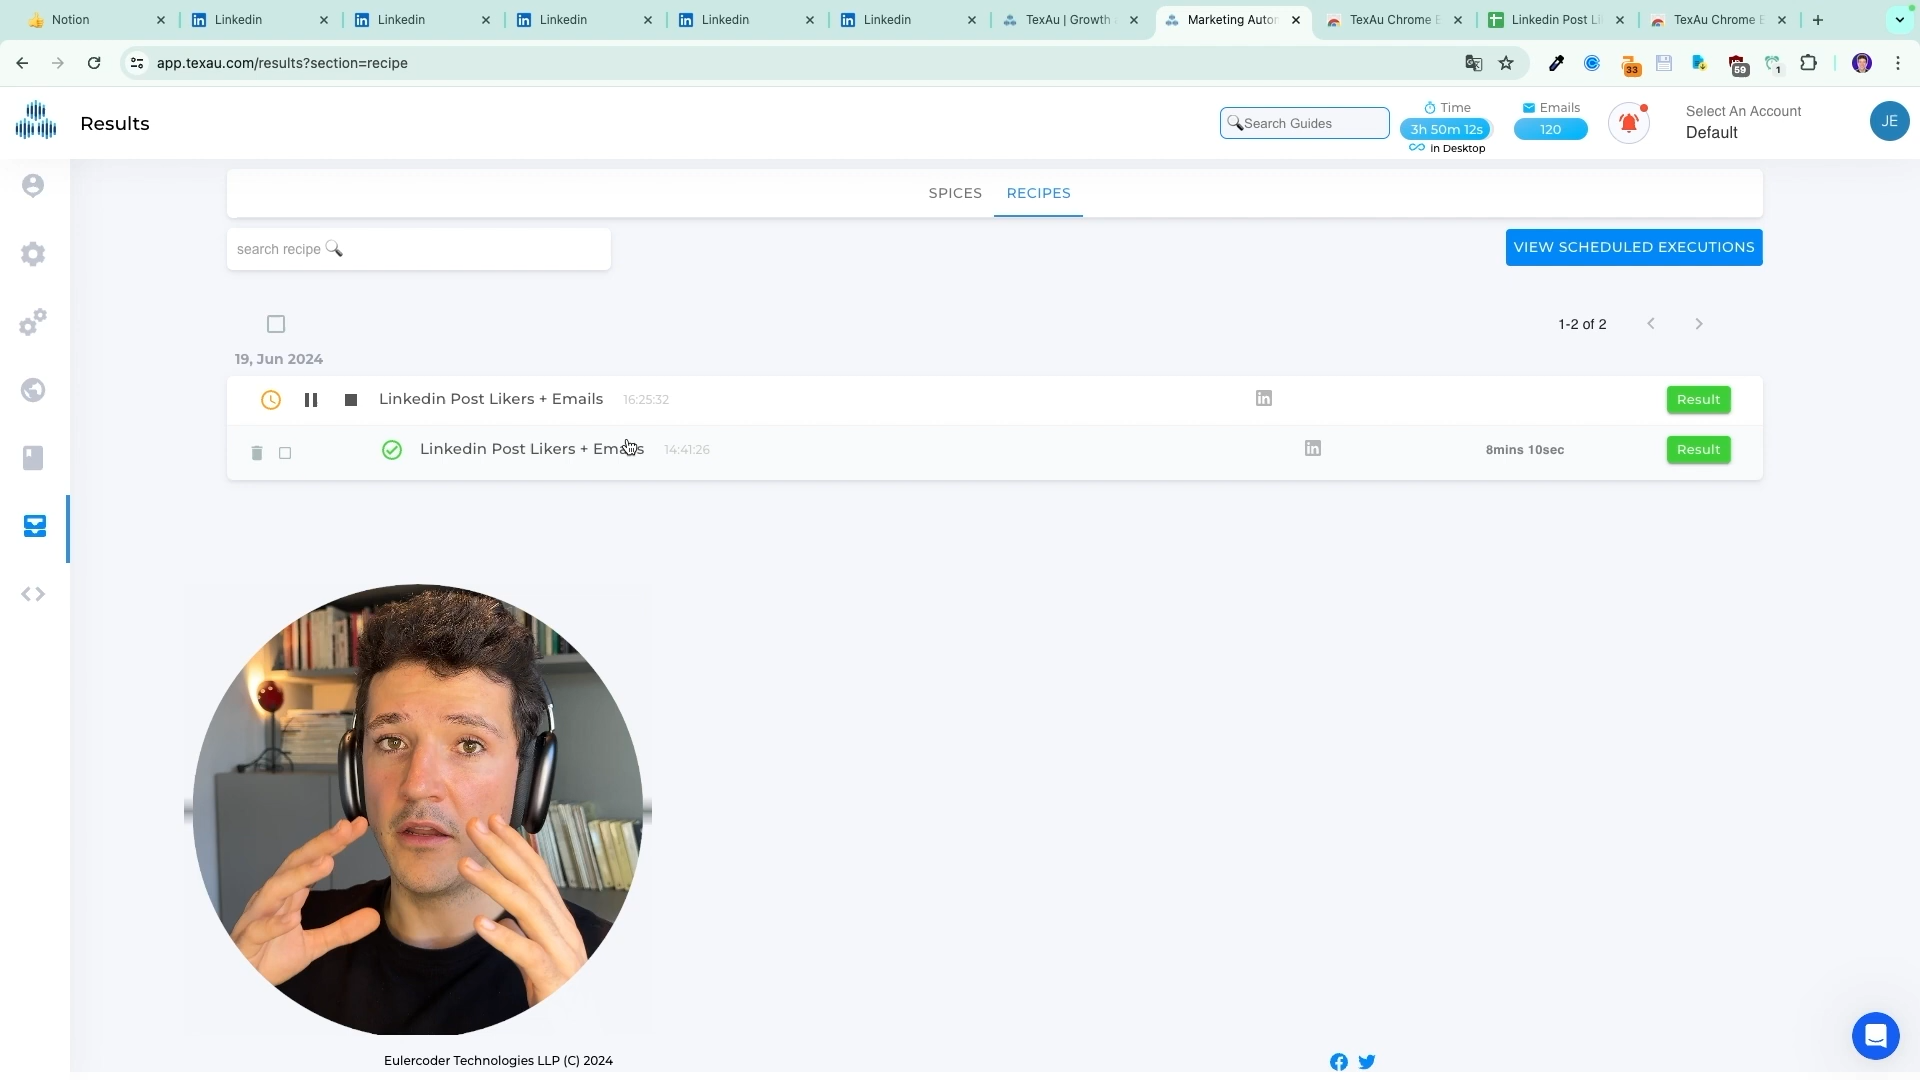 Notion
Linkedin
Linkedin
Linkedin
Linkedin
Linkedin
TexAu | Growth
Marketing Autor
TexAu Chrome E
Linkedin Post Li
TexAu Chrome E
app.texau.com/results?section=recipe
33
59
1
Results
Search Guides
Time
3h 50m 12s
in Desktop
Emails
120
Select An Account
Default
JE
SPICES
RECIPES
search recipe
VIEW SCHEDULED EXECUTIONS
1-2 of 2
19, Jun 2024
Linkedin Post Likers + Emails 16:25:32
Result
Linkedin Post Likers + Emails 14:41:26
8mins 10sec
Result
Eulercoder Technologies LLP (C) 2024